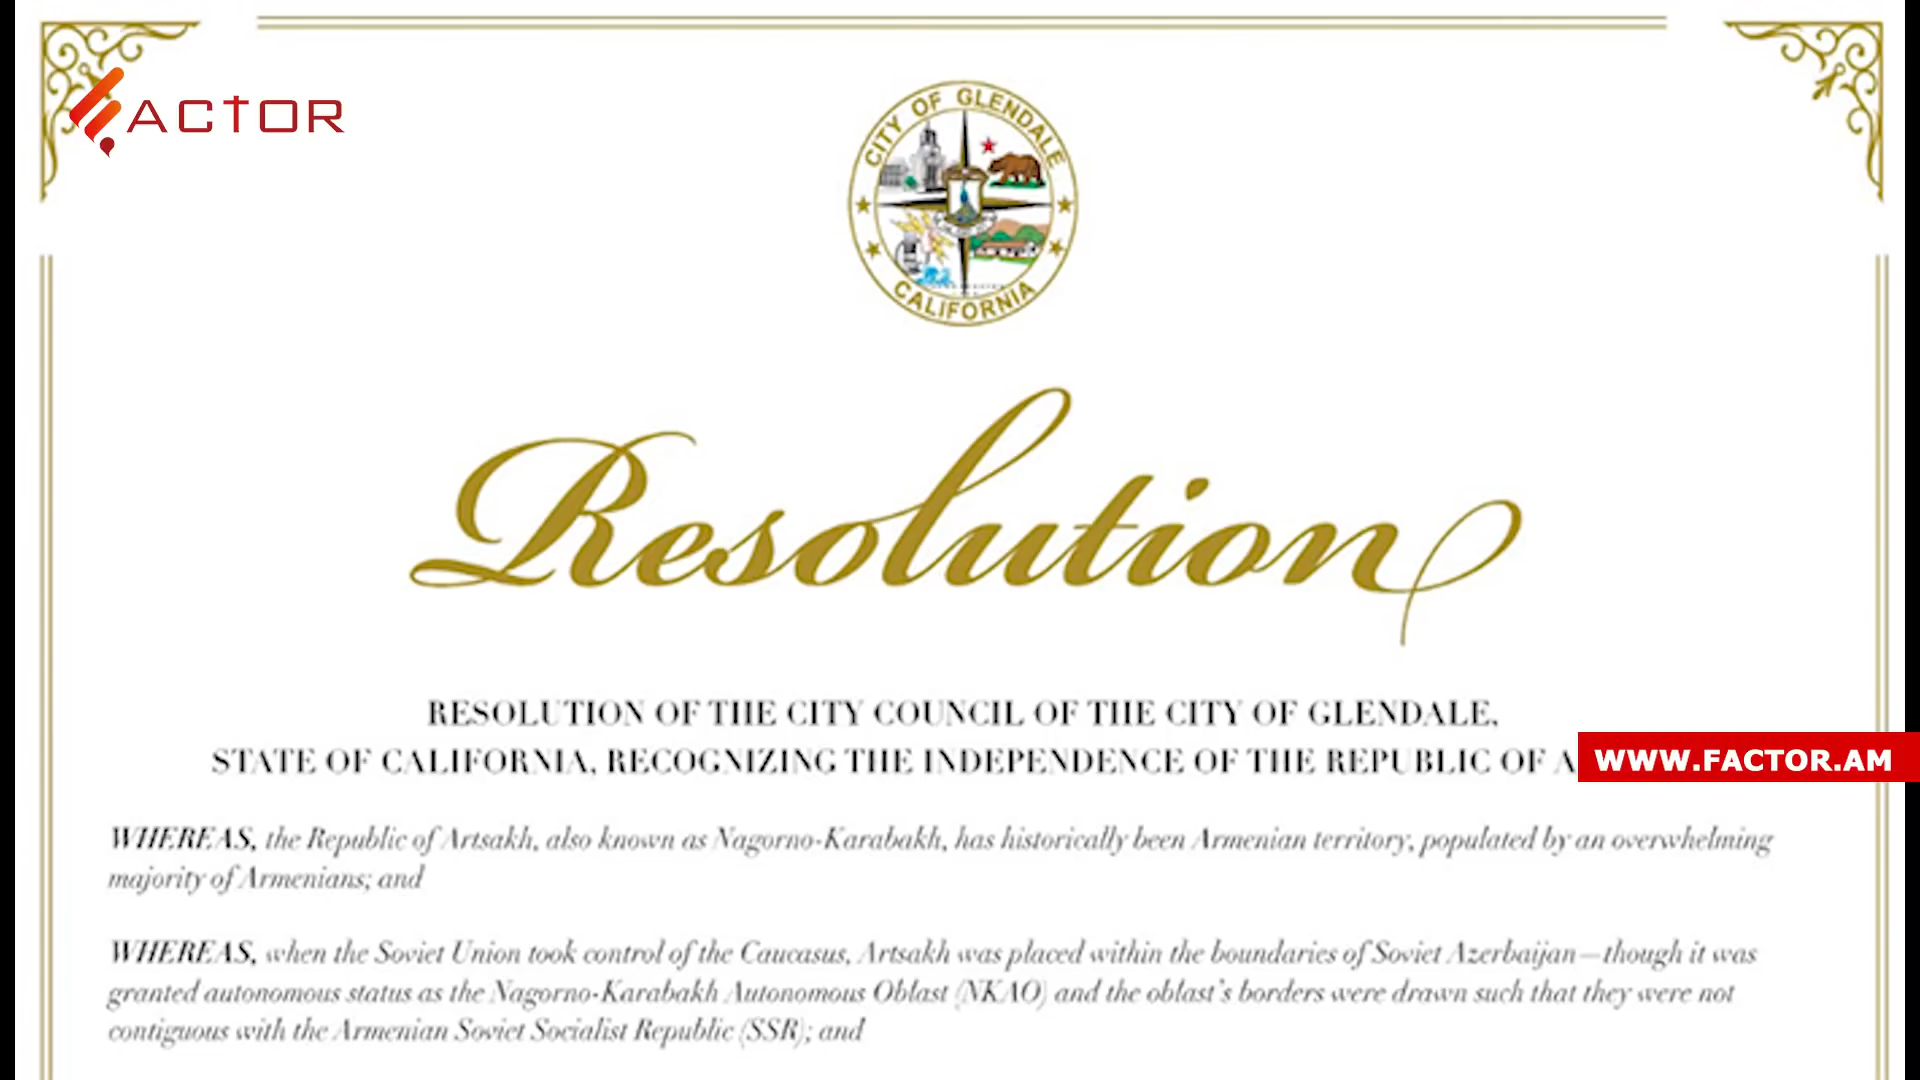 ACTOR
CITY OF GLENDALE
CALIFORNIA
Resolution
RESOLUTION OF THE CITY COUNCIL OF THE CITY OF GLENDALE,
STATE OF CALIFORNIA, RECOGNIZING THE INDEPENDENCE OF THE REPUBLIC OF A
WWW.FACTOR.AM
WHEREAS, the Republic of Artsakh, also known as Nagorno-Karabakh, has historically been Armenian territory, populated by an overwhelming
majority of Armenians; and
WHEREAS, when the Soviet Union took control of the Caucasus, Artsakh was placed within the boundaries of Soviet Azerbaijan—though it was
granted autonomous status as the Nagorno-Karabakh Autonomous Oblast (NKAO) and the oblast's borders were drawn such that they were not
contiguous with the Armenian Soviet Socialist Republic (SSR); and